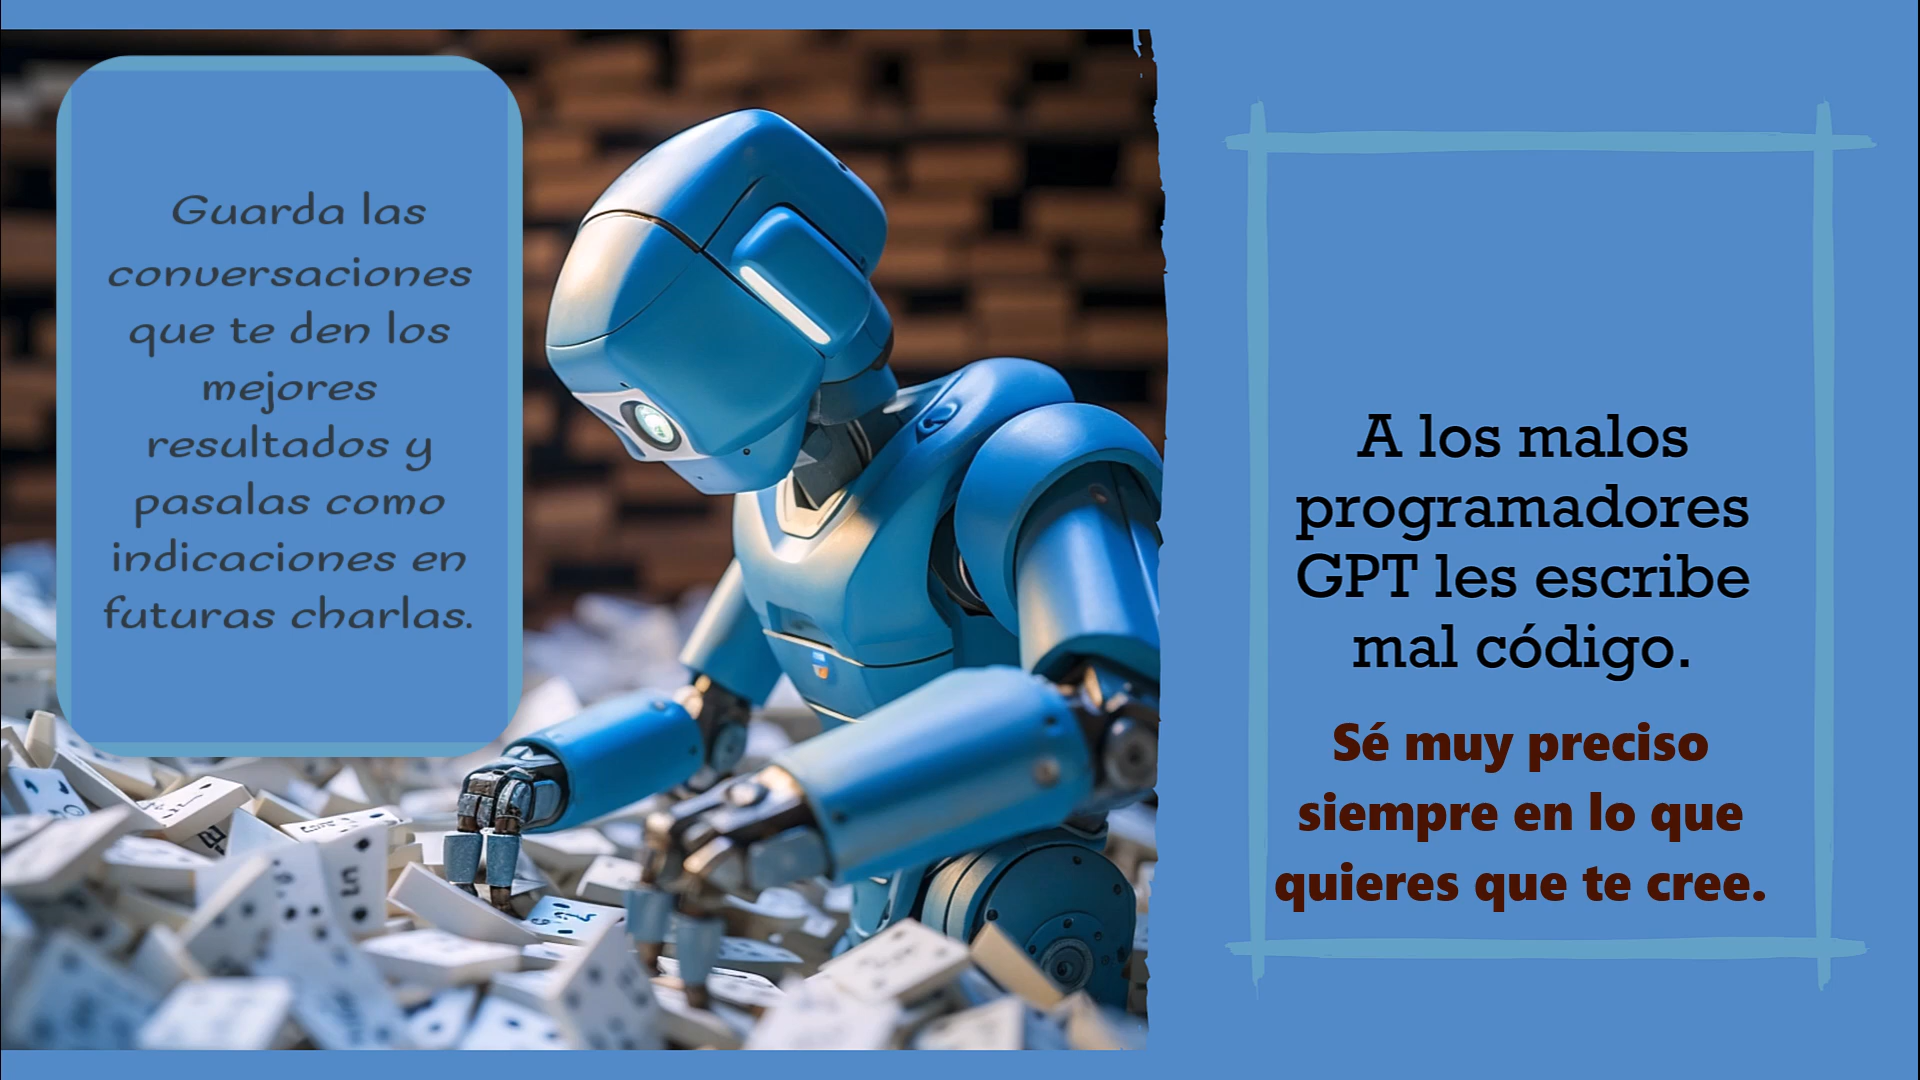 Guarda las
conversaciones
que te den los
mejores
resultados y
pasalas como
indicaciones en
futuras charlas.
A los malos
programadores
GPT les escribe
mal código.
Sé muy preciso
siempre en lo que
quieres que te cree.